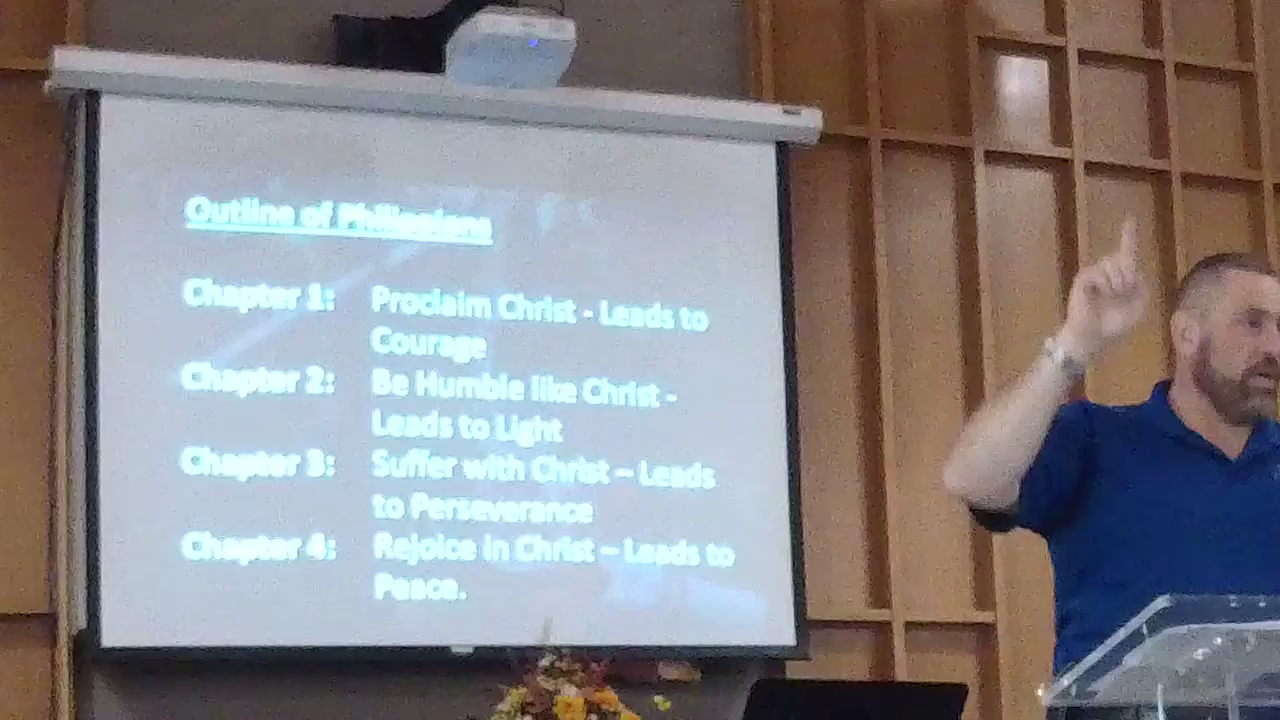 Outline of Philippians
Chapter 1: Proclaim Christ - Leads to
Courage
Chapter 2: Be Humble like Christ -
Leads to Light
Chapter 3: Suffer with Christ – Leads
to Perseverance
Chapter 4: Rejoice in Christ – Leads to
Peace.